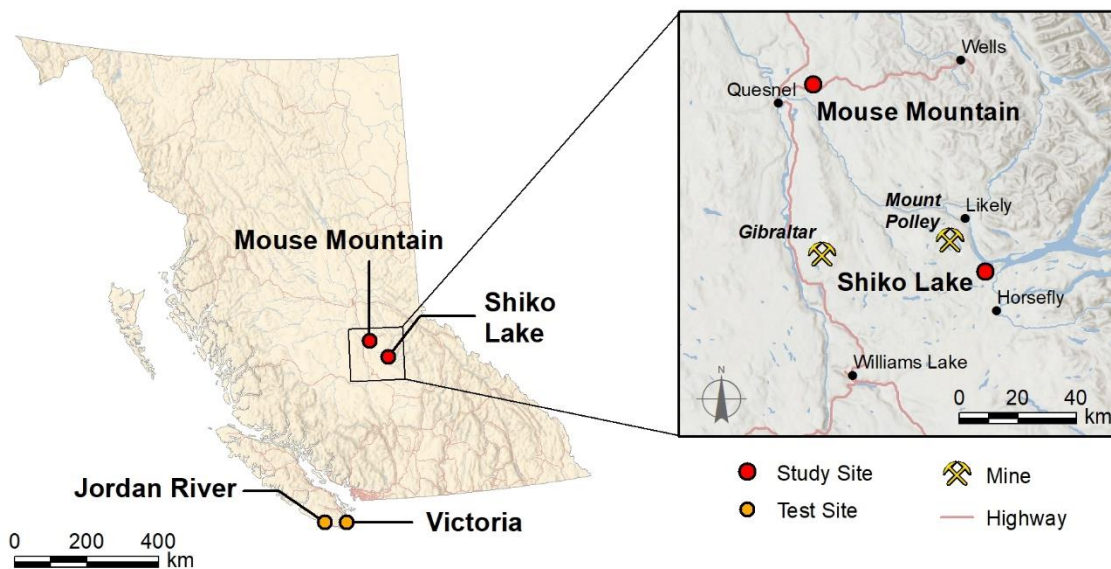 Mouse Mountain
Shiko
Lake
Jordan River
Victoria
0 200 400
km
Wells
Quesnel
Mouse Mountain
Mount
Polley
Likely
Gibraltar
Shiko Lake
Horsefly
Williams Lake
N
0 20 40
km
Study Site
Mine
Test Site
Highway